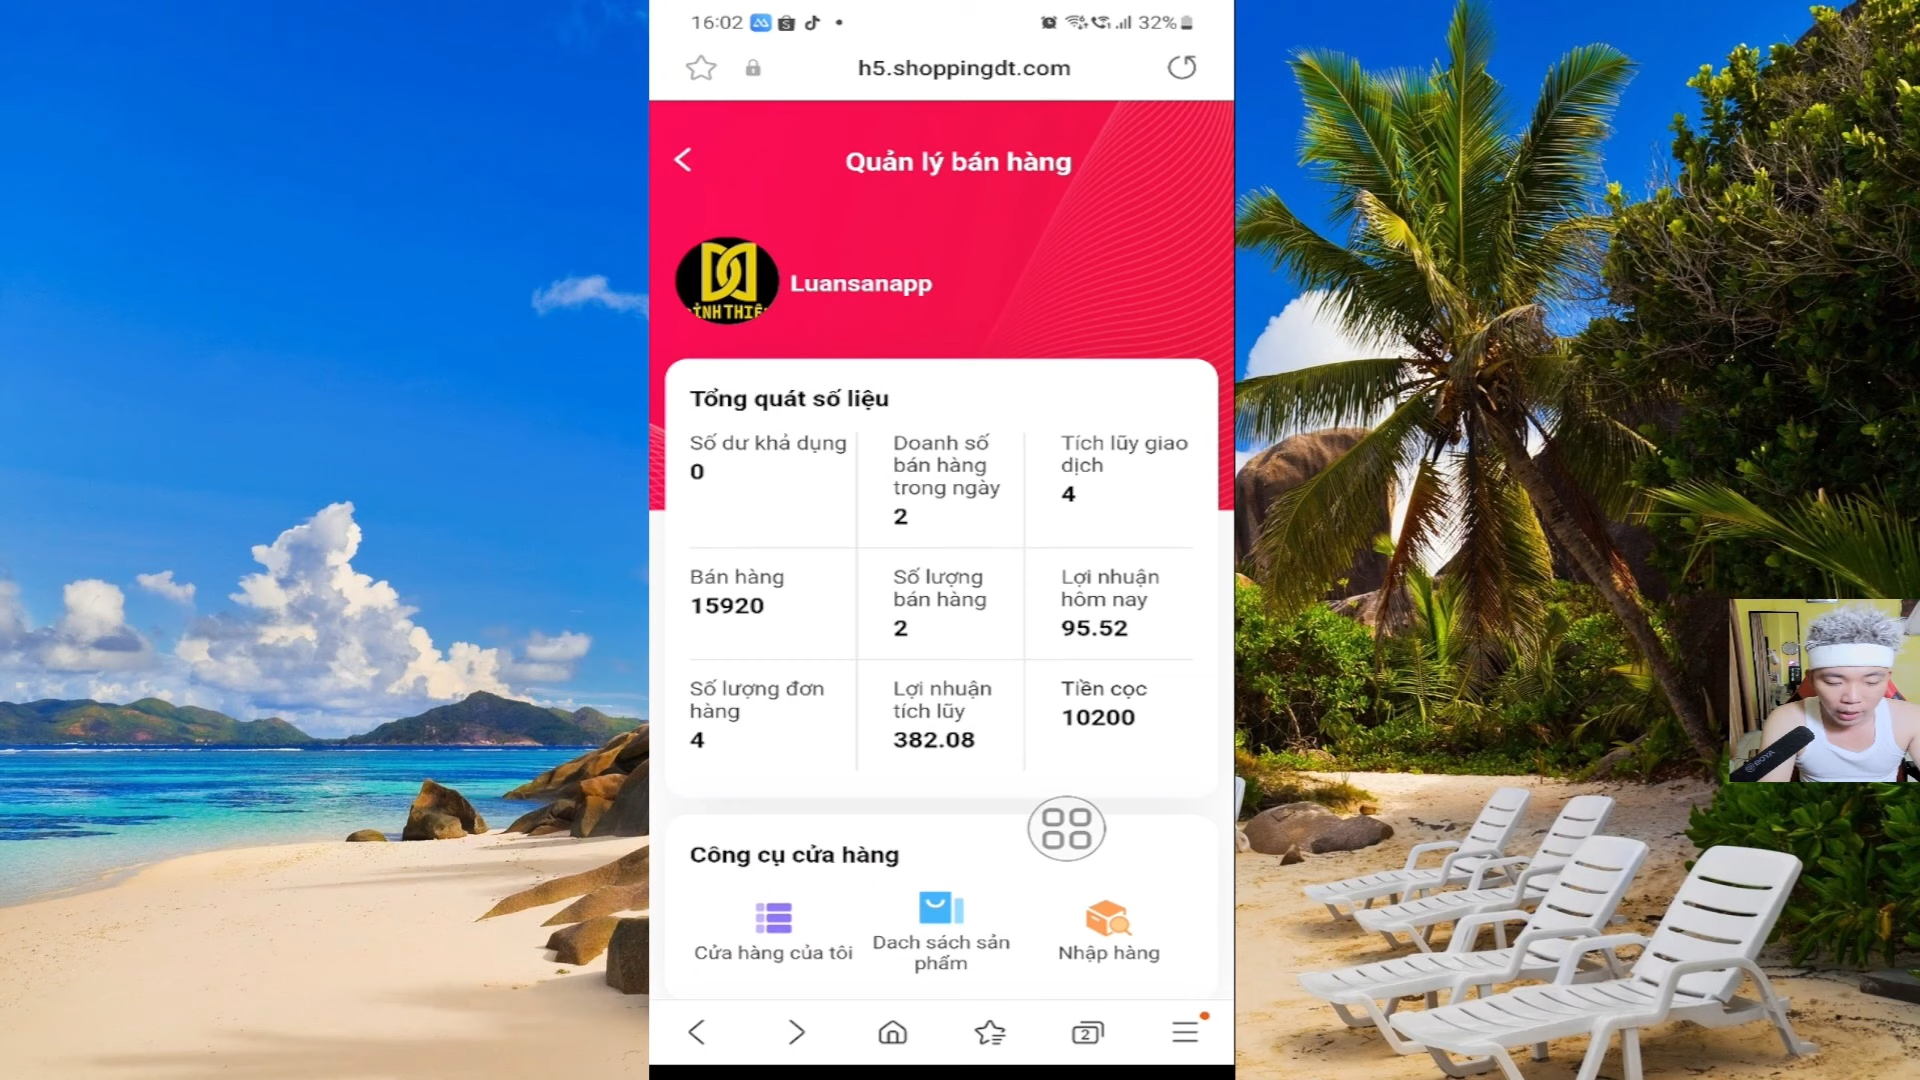 16:02
32%
h5.shoppingdt.com
Quản lý bán hàng
Luansanapp
Tổng quát số liệu
Số dư khả dụng
0
Doanh số
bán hàng
trong ngày
2
Tích lũy giao
dịch
4
Bán hàng
15920
Số lượng
bán hàng
2
Lợi nhuận
hôm nay
95.52
Số lượng đơn
hàng
4
Lợi nhuận
tích lũy
382.08
Tiền cọc
10200
Công cụ cửa hàng
Cửa hàng của tôi
Dach sách sản
phẩm
Nhập hàng
2
BOYA